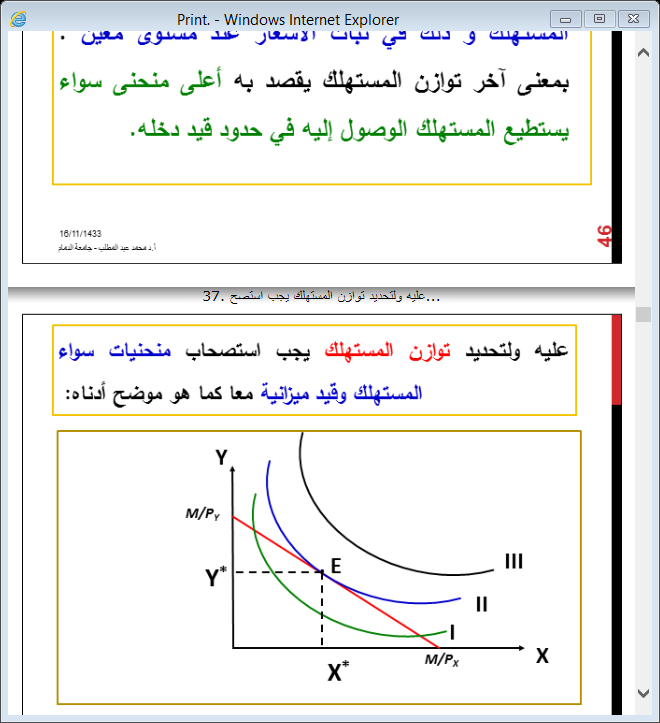 Print. - Windows Internet Explorer
المستهلك و ذلك في ثبات الأسعار عند مستوى معين .
بمعنى آخر توازن المستهلك يقصد به أعلى منحنى سواء
يستطيع المستهلك الوصول إليه في حدود قيد دخله.
16/11/1433
أ.د محمد عبد المطلب - جامعة الدمام
46
37. عليه ولتحديد توازن المستهلك يجب استصح...
عليه ولتحديد توازن المستهلك يجب استصحاب منحنيات سواء
المستهلك وقيد ميزانية معا كما هو موضح أدناه:
Y
M/PY
E
III
Y*
II
I
X
M/PX
X*